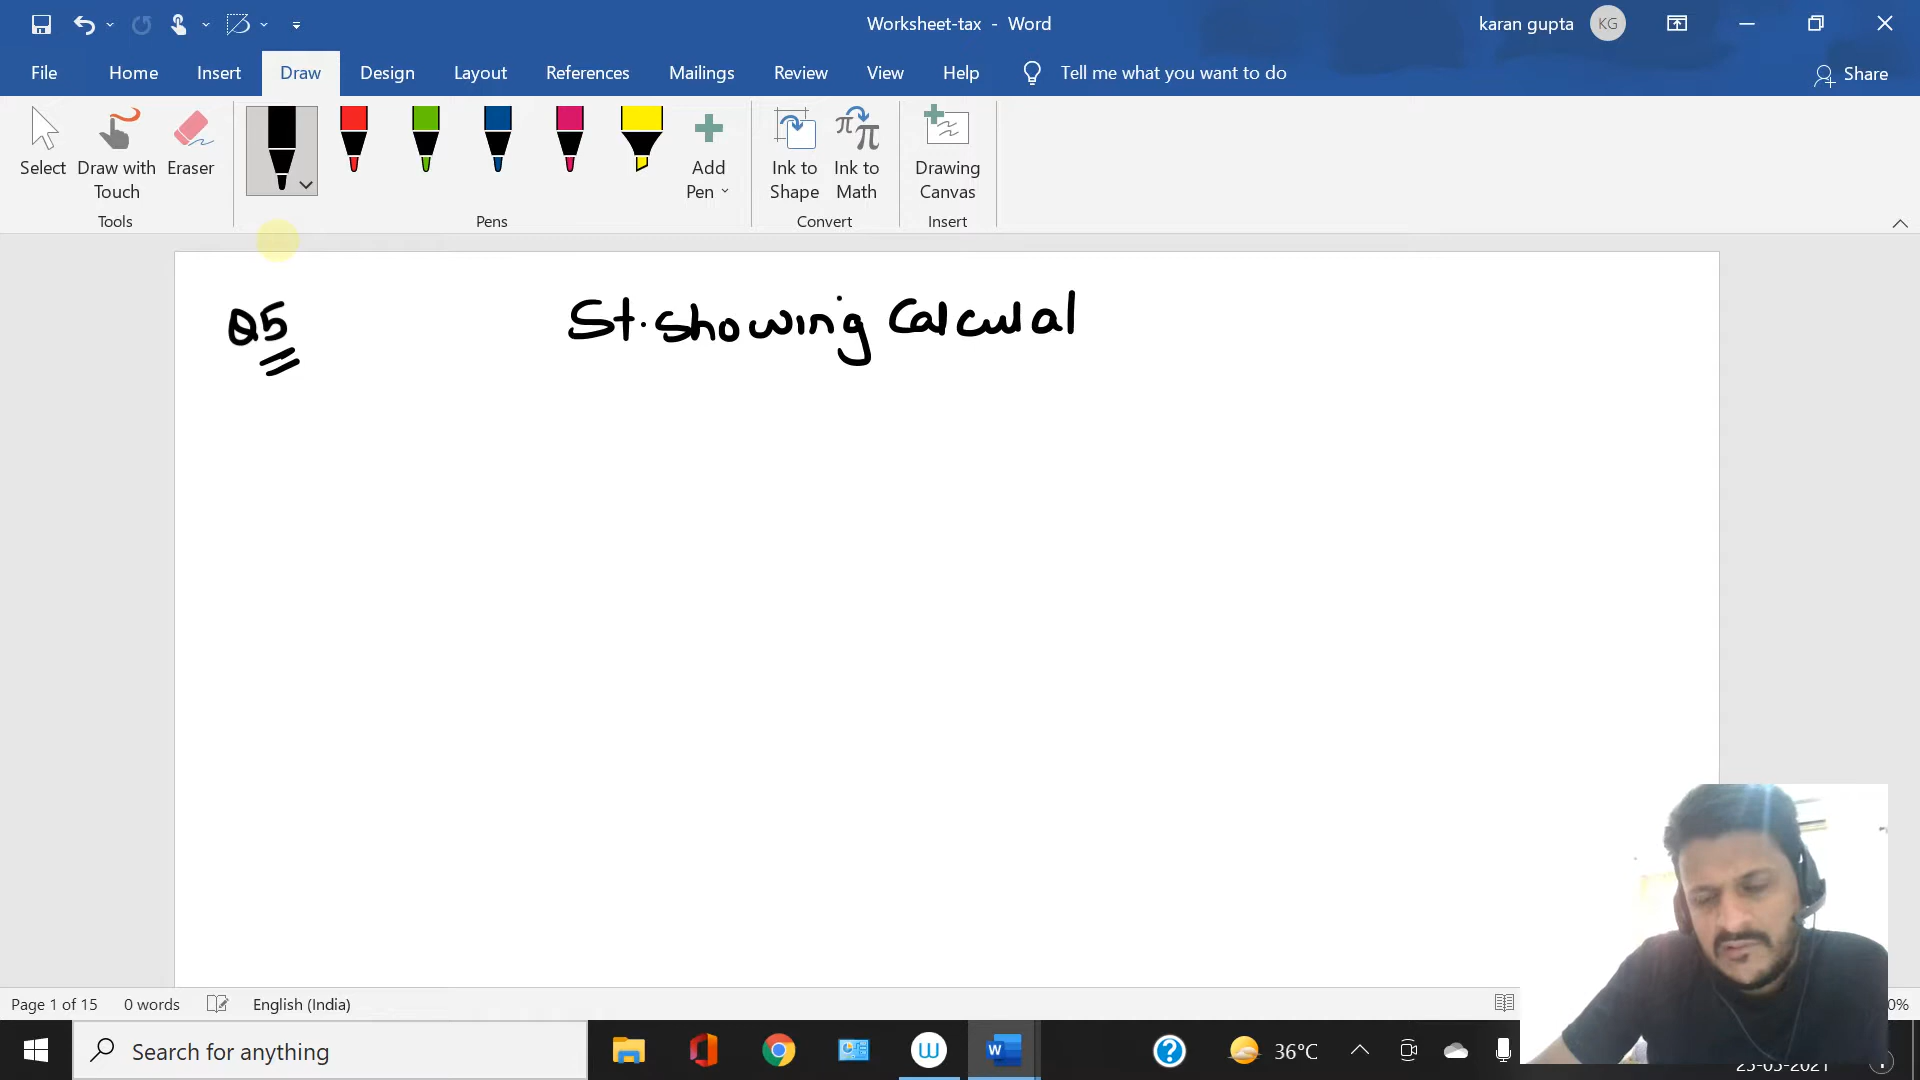 Worksheet-tax - Word
karan gupta
KG
File
Home
Insert
Draw
Design
Layout
References
Mailings
Review
View
Help
Tell me what you want to do
Share
Select
Draw with Touch
Eraser
Add Pen
Ink to Shape
Ink to Math
Drawing Canvas
Tools
Pens
Convert
Insert
Q5
St. showing Calculat
Page 1 of 15
0 words
English (India)
0%
Search for anything
36°C